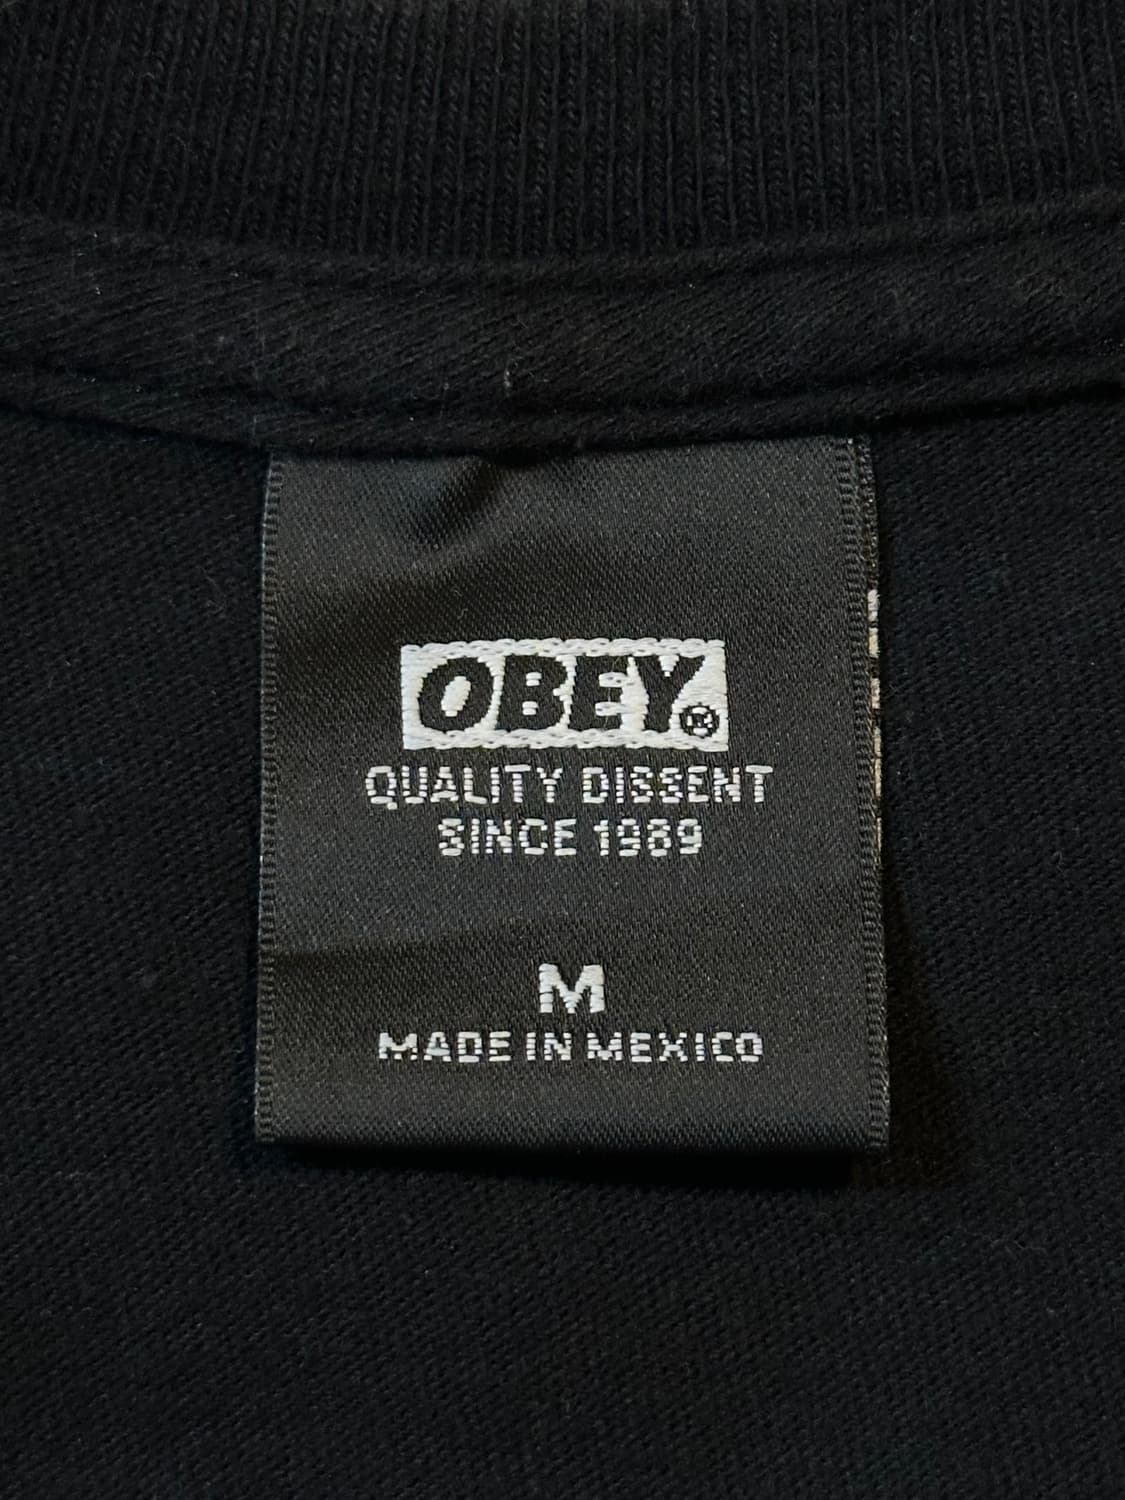 OBEY®
QUALITY DISSENT
SINCE 1989
M
MADE IN MEXICO